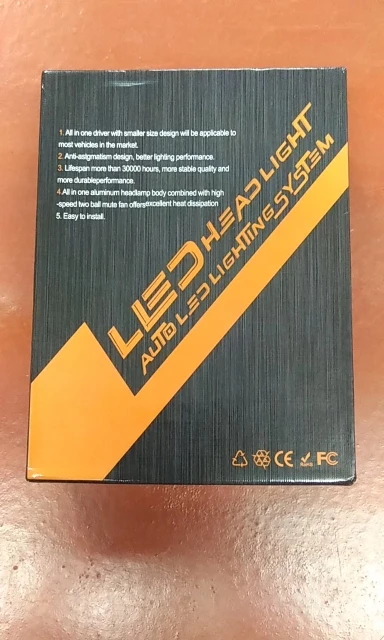 1. All in one driver with smaller size design will be applicable to
most vehicles in the market.
2. Anti-astgmatism design, better lighting performance.
3. Lifespan more than 30000 hours, more stable quality and
more durableperformance.
4.All in one aluminum headlamp body combined with high
-speed two ball mute fan offersexcellent heat dissipation
5. Easy to install.
LED HEAD LIGHT
AUTO LED LIGHTING SYSTEM
CE
FC